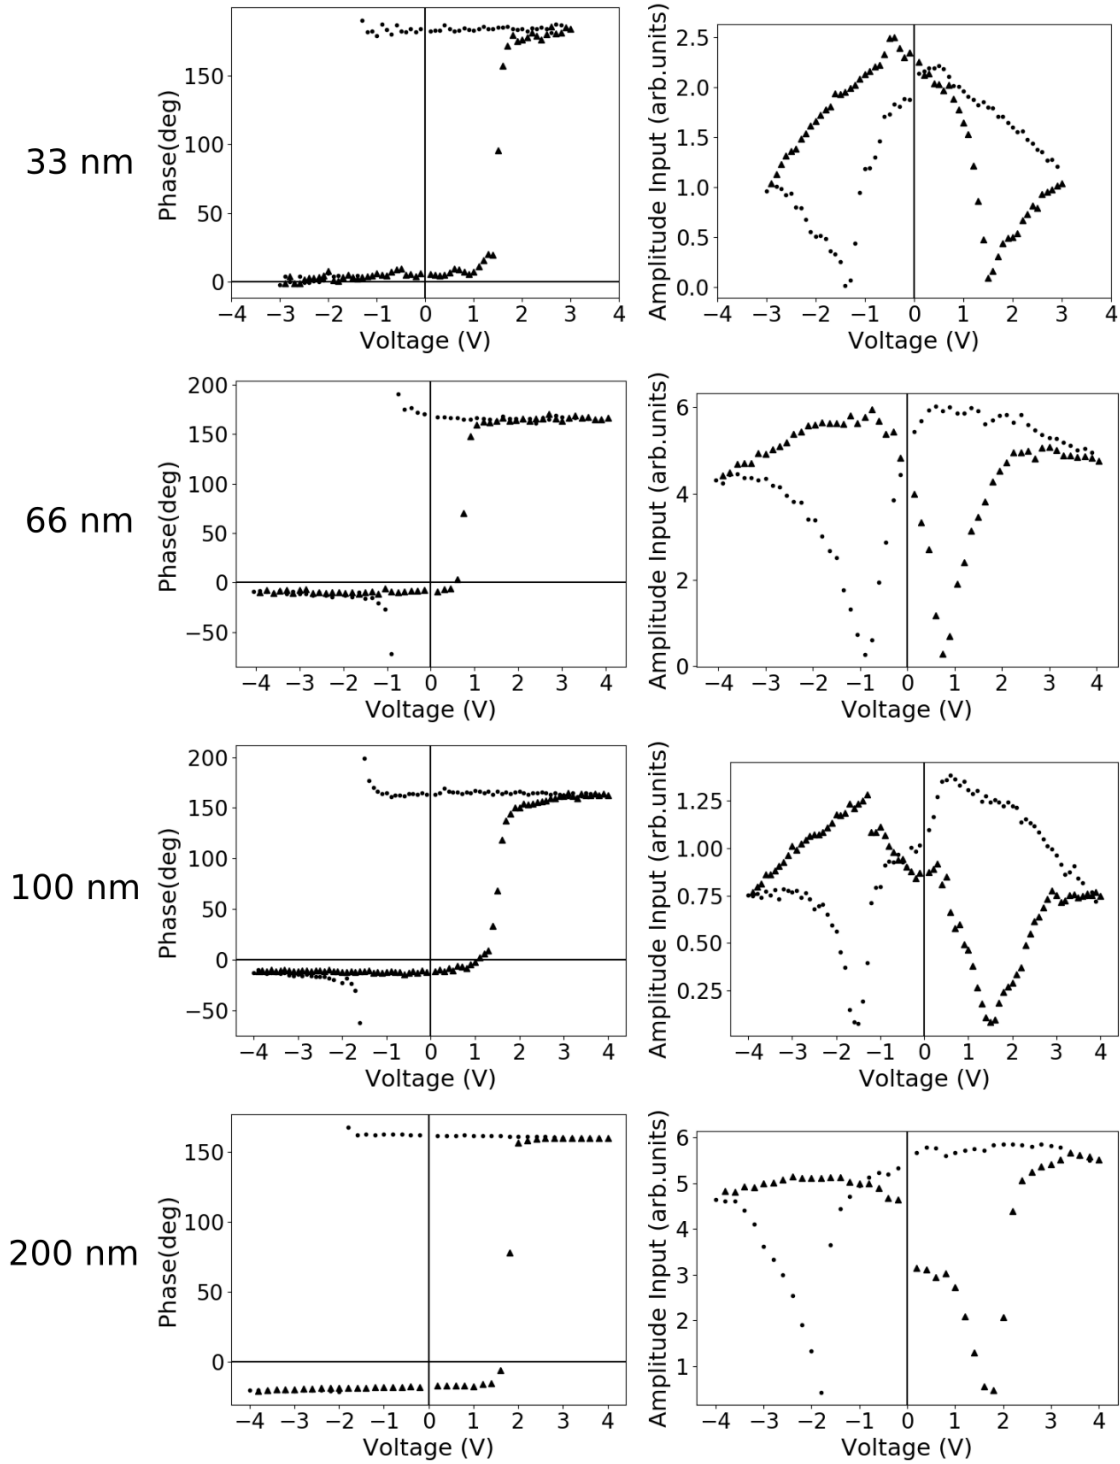 33 nm
Phase(deg)
150
100
50
0
−4 −3 −2 −1 0 1 2 3 4
Voltage (V)
Amplitude Input (arb.units)
2.5
2.0
1.5
1.0
0.5
0.0
−4 −3 −2 −1 0 1 2 3 4
Voltage (V)
66 nm
Phase(deg)
200
150
100
50
0
−50
−4 −3 −2 −1 0 1 2 3 4
Voltage (V)
Amplitude Input (arb.units)
6
4
2
0
−4 −3 −2 −1 0 1 2 3 4
Voltage (V)
100 nm
Phase(deg)
200
150
100
50
0
−50
−4 −3 −2 −1 0 1 2 3 4
Voltage (V)
Amplitude Input (arb.units)
1.25
1.00
0.75
0.50
0.25
−4 −3 −2 −1 0 1 2 3 4
Voltage (V)
200 nm
Phase(deg)
150
100
50
0
−4 −3 −2 −1 0 1 2 3 4
Voltage (V)
Amplitude Input (arb.units)
6
5
4
3
2
1
−4 −3 −2 −1 0 1 2 3 4
Voltage (V)